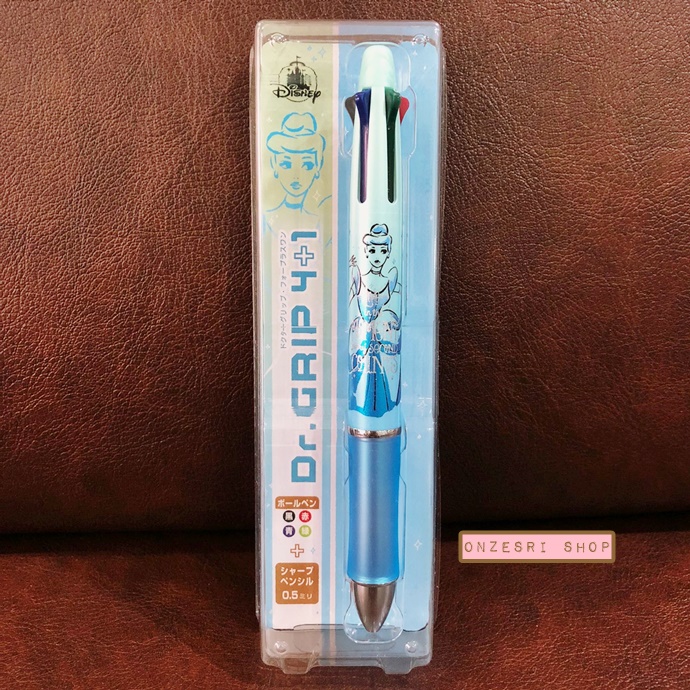 Disney
Dr. GRIP 4+1
ドクターグリップ・フォープラスワン
ボールペン
黒 赤
青 緑
+
シャープ
ペンシル
0.5ミリ
ONZESRI SHOP